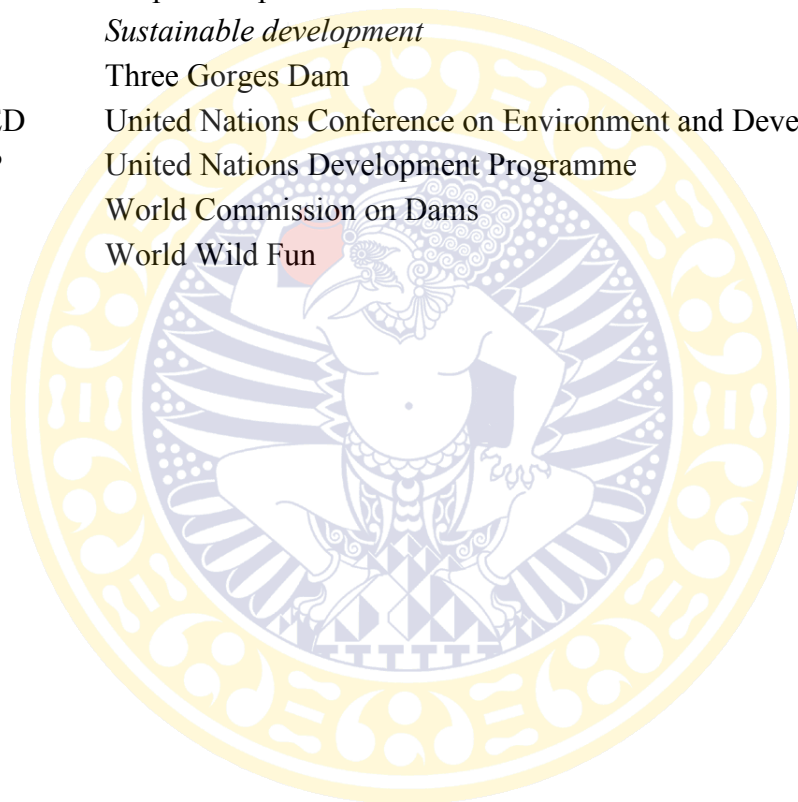 Sustainable development
Three Gorges Dam
ED United Nations Conference on Environment and Deve
P United Nations Development Programme
World Commission on Dams
World Wild Fun